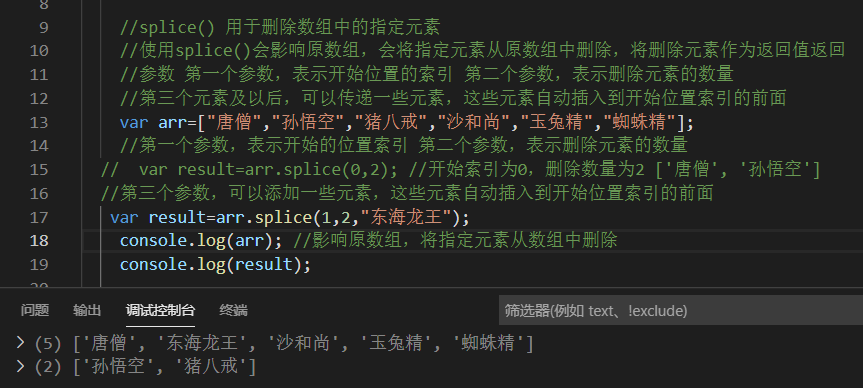 8
9 //splice() 用于删除数组中的指定元素
10 //使用splice()会影响原数组，会将指定元素从原数组中删除，将删除元素作为返回值返回
11 //参数 第一个参数，表示开始位置的索引 第二个参数，表示删除元素的数量
12 //第三个元素及以后，可以传递一些元素，这些元素自动插入到开始位置索引的前面
13 var arr=["唐僧","孙悟空","猪八戒","沙和尚","玉兔精","蜘蛛精"];
14 //第一个参数，表示开始的位置索引 第二个参数，表示删除元素的数量
15 // var result=arr.splice(0,2); //开始索引为0，删除数量为2 ['唐僧', '孙悟空']
16 //第三个参数，可以添加一些元素，这些元素自动插入到开始位置索引的前面
17 var result=arr.splice(1,2,"东海龙王");
18 console.log(arr); //影响原数组，将指定元素从数组中删除
19 console.log(result);
问题 输出 调试控制台 终端 筛选器(例如 text、!exclude)
> (5) ['唐僧', '东海龙王', '沙和尚', '玉兔精', '蜘蛛精']
> (2) ['孙悟空', '猪八戒']